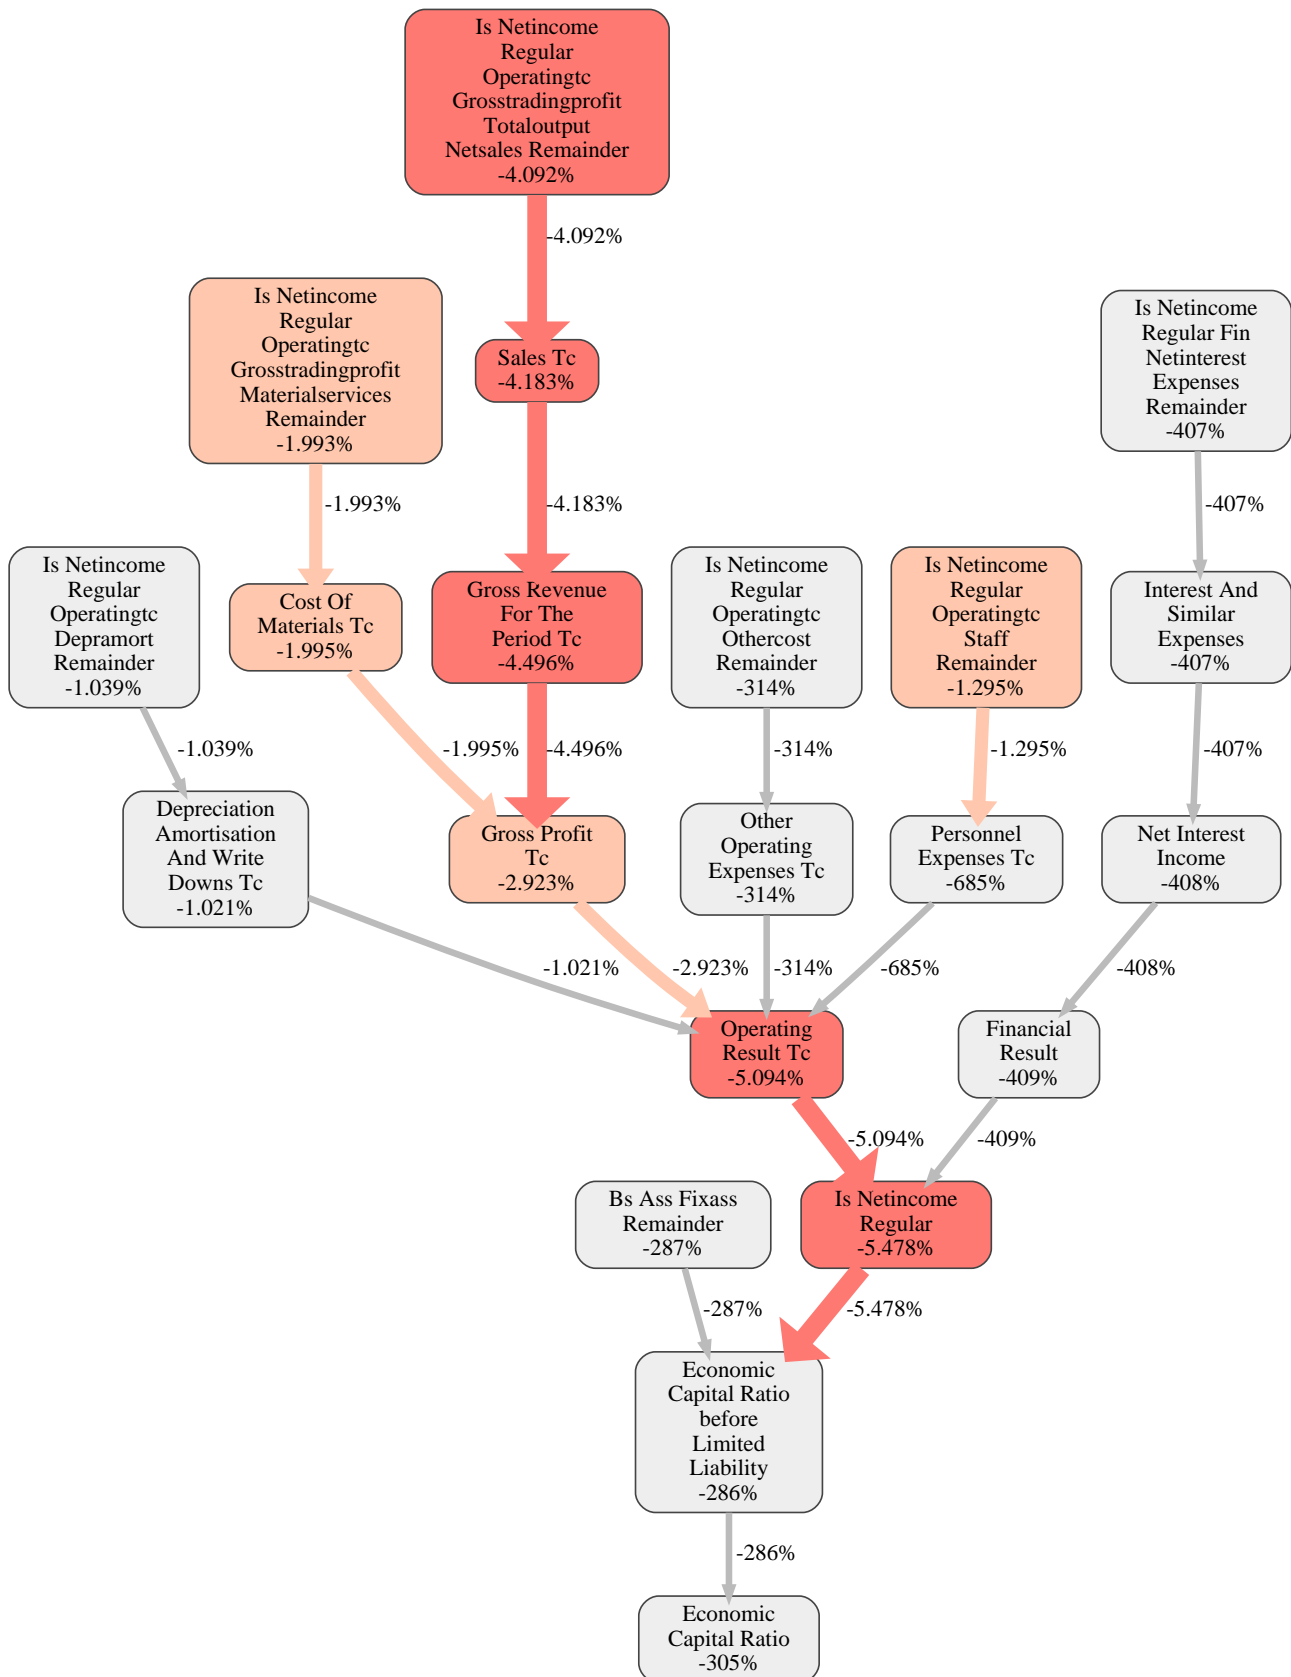 Is Netincome
Regular
Operatingtc
Grosstradingprofit
Totaloutput
Netsales Remainder
-4.092%
-4.092%
Is Netincome
Regular
Operatingtc
Grosstradingprofit
Materialservices
Remainder
-1.993%
Is Netincome
Regular Fin
Netinterest
Expenses
Remainder
-407%
Sales Tc
-4.183%
-1.993%
-4.183%
-407%
Is Netincome
Regular
Operatingtc
Depramort
Remainder
-1.039%
Cost Of
Materials Tc
-1.995%
Gross Revenue
For The
Period Tc
-4.496%
Is Netincome
Regular
Operatingtc
Othercost
Remainder
-314%
Is Netincome
Regular
Operatingtc
Staff
Remainder
-1.295%
Interest And
Similar
Expenses
-407%
-1.039%
-1.995%
-4.496%
-314%
-1.295%
-407%
Depreciation
Amortisation
And Write
Downs Tc
-1.021%
Gross Profit
Tc
-2.923%
Other
Operating
Expenses Tc
-314%
Personnel
Expenses Tc
-685%
Net Interest
Income
-408%
-1.021%
-2.923%
-314%
-685%
-408%
Operating
Result Tc
-5.094%
Financial
Result
-409%
-5.094%
-409%
Bs Ass Fixass
Remainder
-287%
Is Netincome
Regular
-5.478%
-287%
-5.478%
Economic
Capital Ratio
before
Limited
Liability
-286%
-286%
Economic
Capital Ratio
-305%